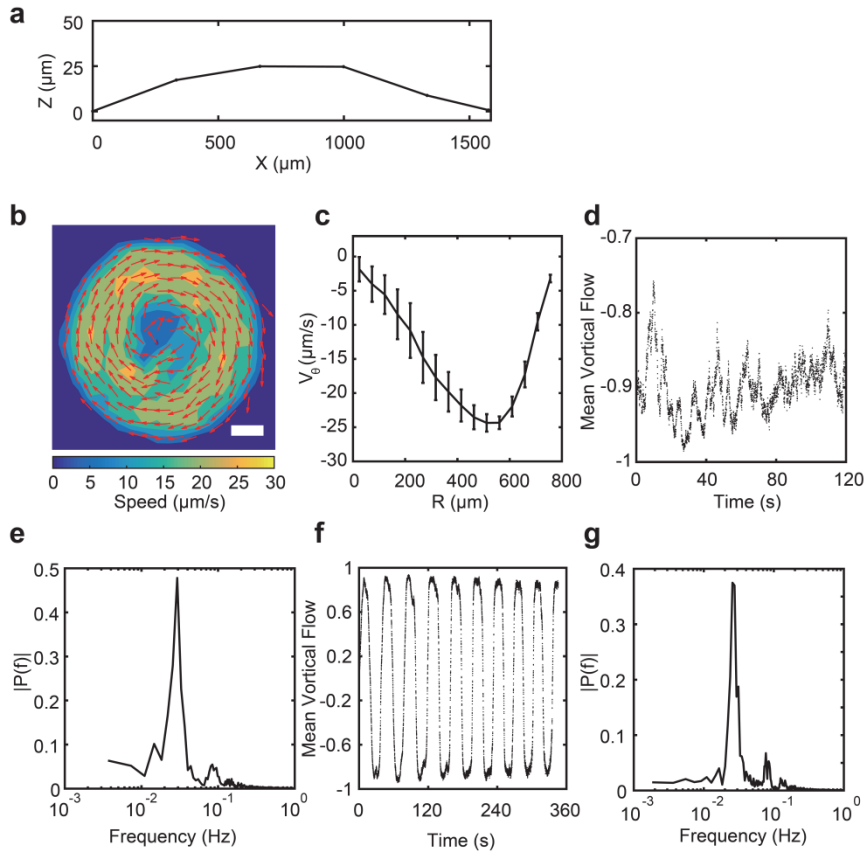 a
50
25
0
Z (µm)
0 500 1000 1500
X (µm)
b
0 5 10 15 20 25 30
Speed (µm/s)
c
0
-5
-10
-15
-20
-25
-30
Vθ (µm/s)
0 200 400 600 800
R (µm)
d
-0.7
-0.8
-0.9
-1
Mean Vortical Flow
0 40 80 120
Time (s)
e
0.5
0.4
0.3
0.2
0.1
0
|P(f)|
10⁻³ 10⁻² 10⁻¹ 10⁰
Frequency (Hz)
f
1
0.6
0.2
-0.2
-0.6
-1
Mean Vortical Flow
0 120 240 360
Time (s)
g
0.4
0.3
0.2
0.1
0
|P(f)|
10⁻³ 10⁻² 10⁻¹ 10⁰
Frequency (Hz)